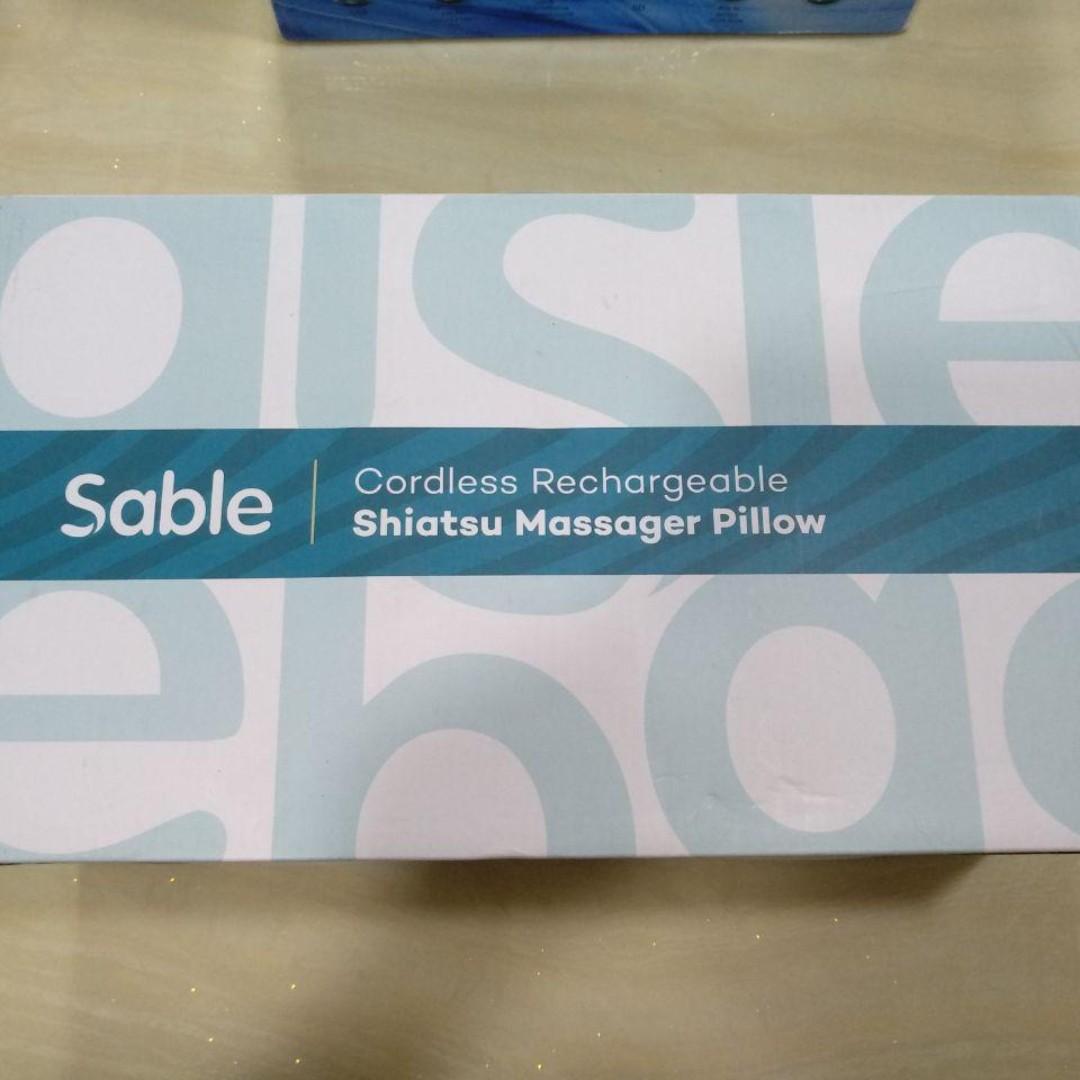 Sable
Cordless Rechargeable
Shiatsu Massager Pillow